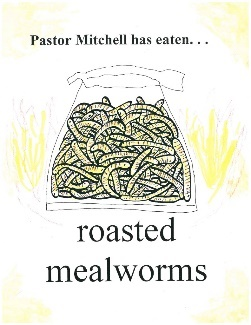 Pastor Mitchell has eaten. . .
roasted
mealworms